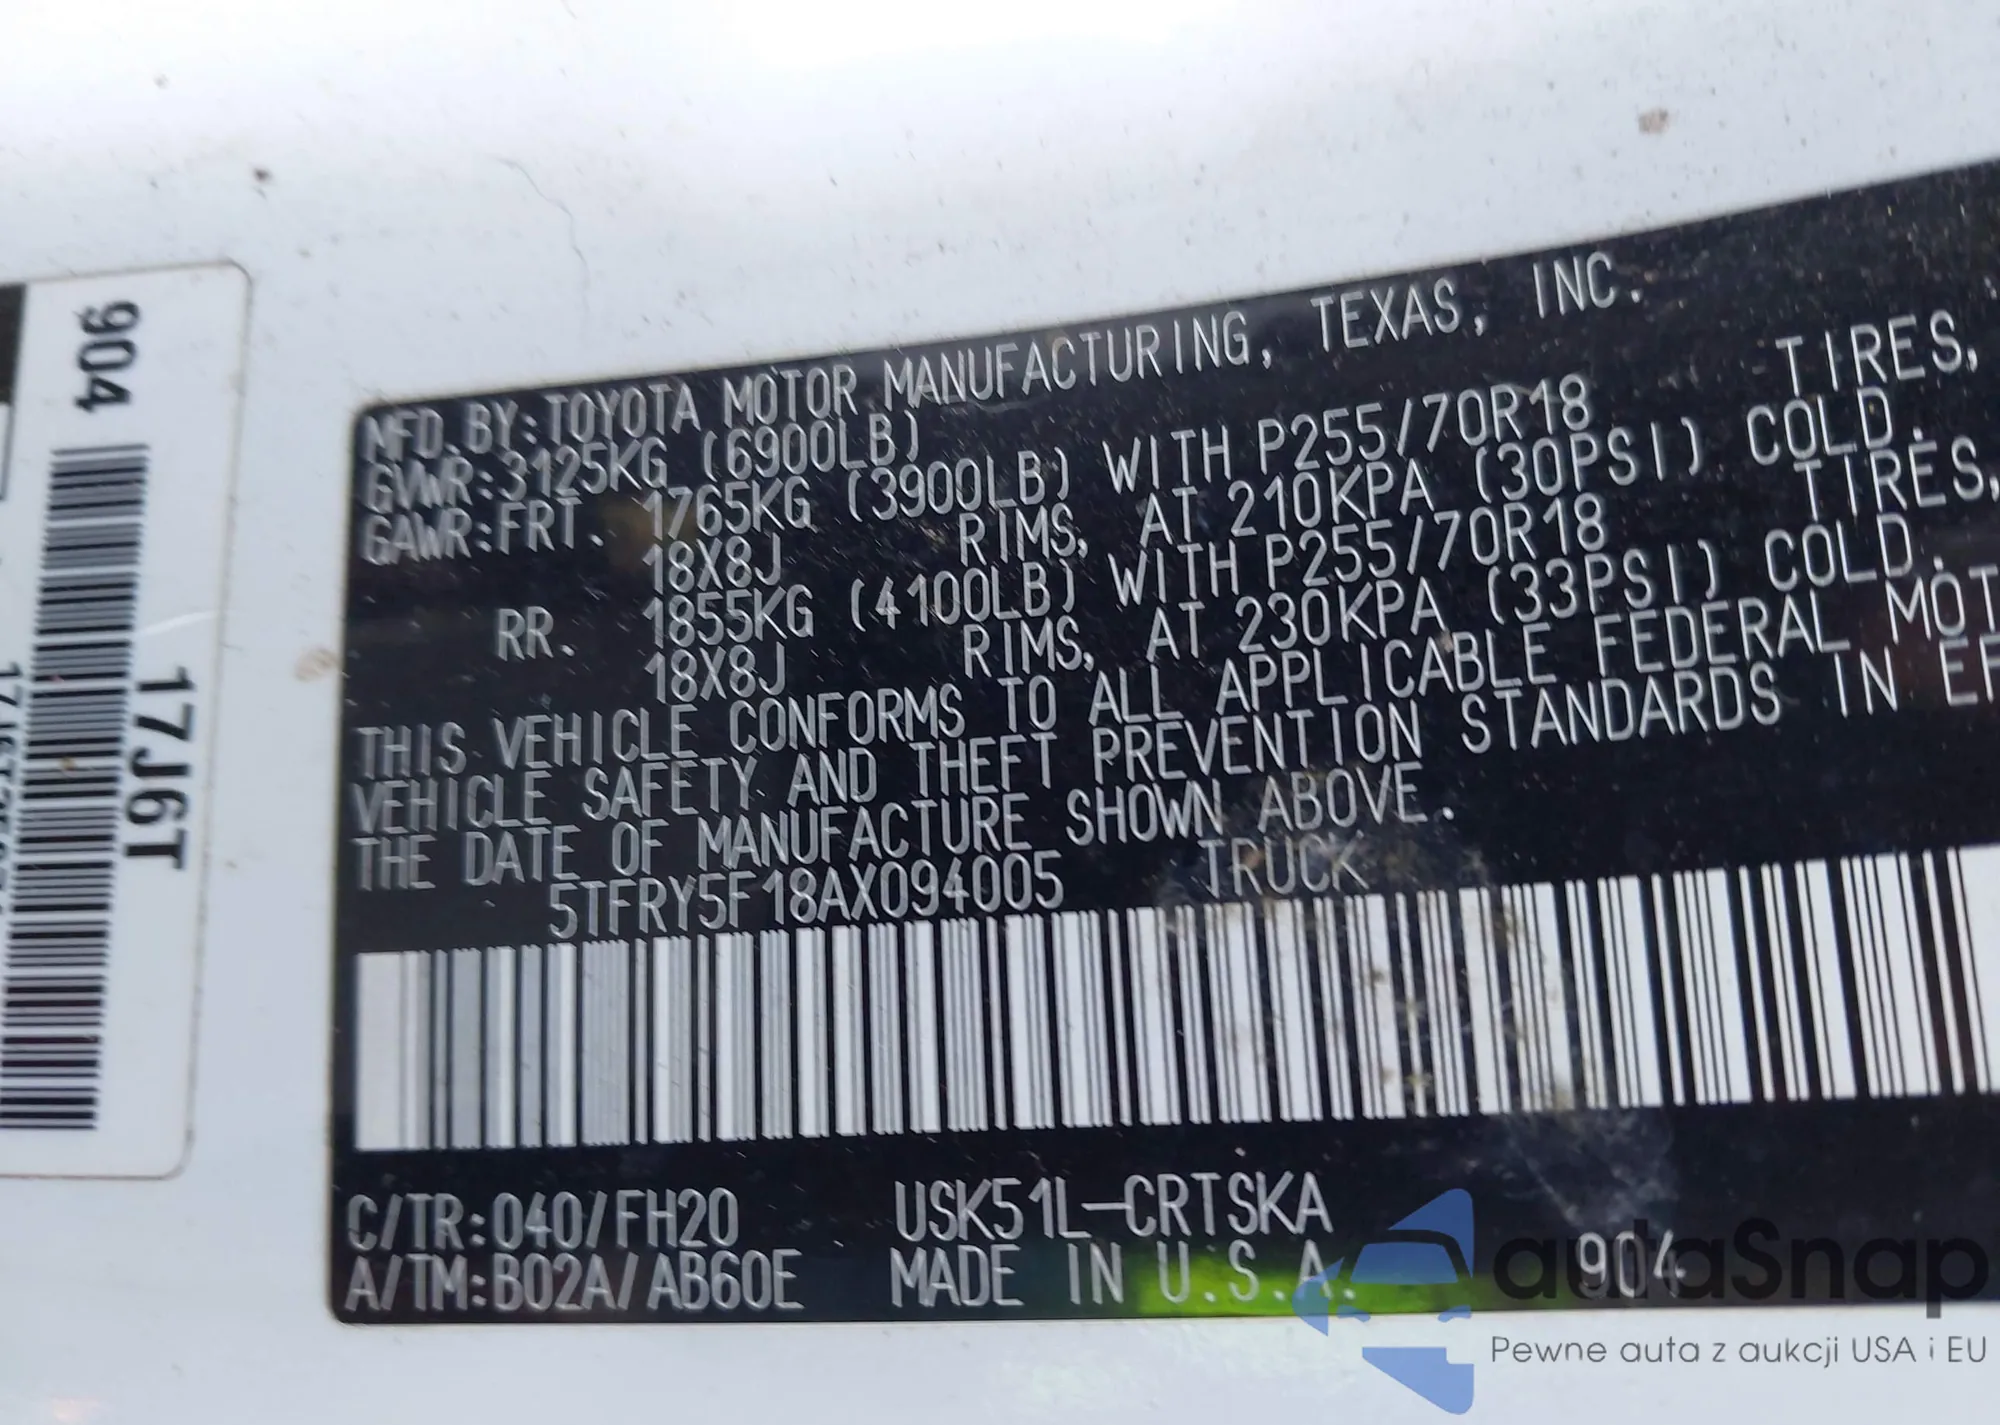 904
17J6T
MFD. BY: TOYOTA MOTOR MANUFACTURING, TEXAS, INC.
GVWR: 3125KG (6900LB)
GAWR: FRT. 1765KG (3900LB) WITH P255/70R18 TIRES,
18X8J RIMS, AT 210KPA (30PSI) COLD.
RR. 1855KG (4100LB) WITH P255/70R18 TIRES,
18X8J RIMS, AT 230KPA (33PSI) COLD.
THIS VEHICLE CONFORMS TO ALL APPLICABLE FEDERAL MOT
VEHICLE SAFETY AND THEFT PREVENTION STANDARDS IN EF
THE DATE OF MANUFACTURE SHOWN ABOVE.
5TFRY5F18AX094005 TRUCK
C/TR: 040/FH20 USK51L-CRTSKA
A/TM: B02A/AB60E MADE IN U.S.A. 904
autoSnap
Pewne auta z aukcji USA i EU